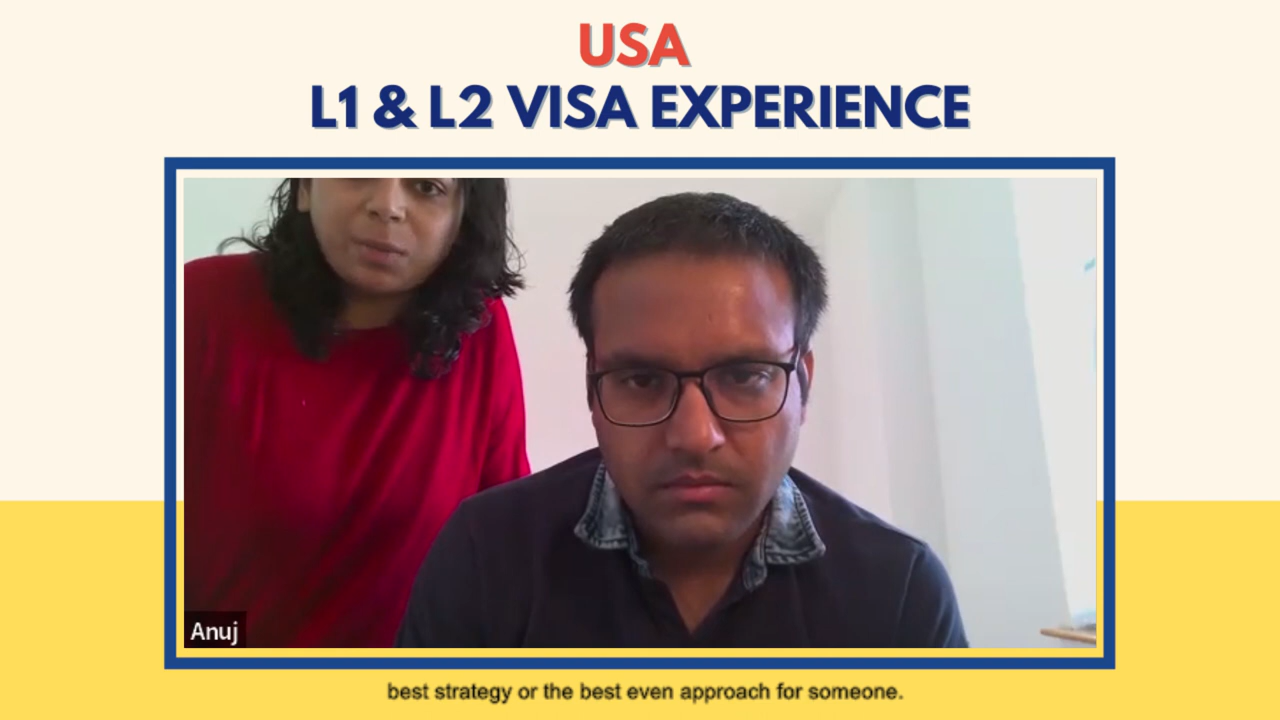 USA
L1 & L2 VISA EXPERIENCE
Anuj
best strategy or the best even approach for someone.